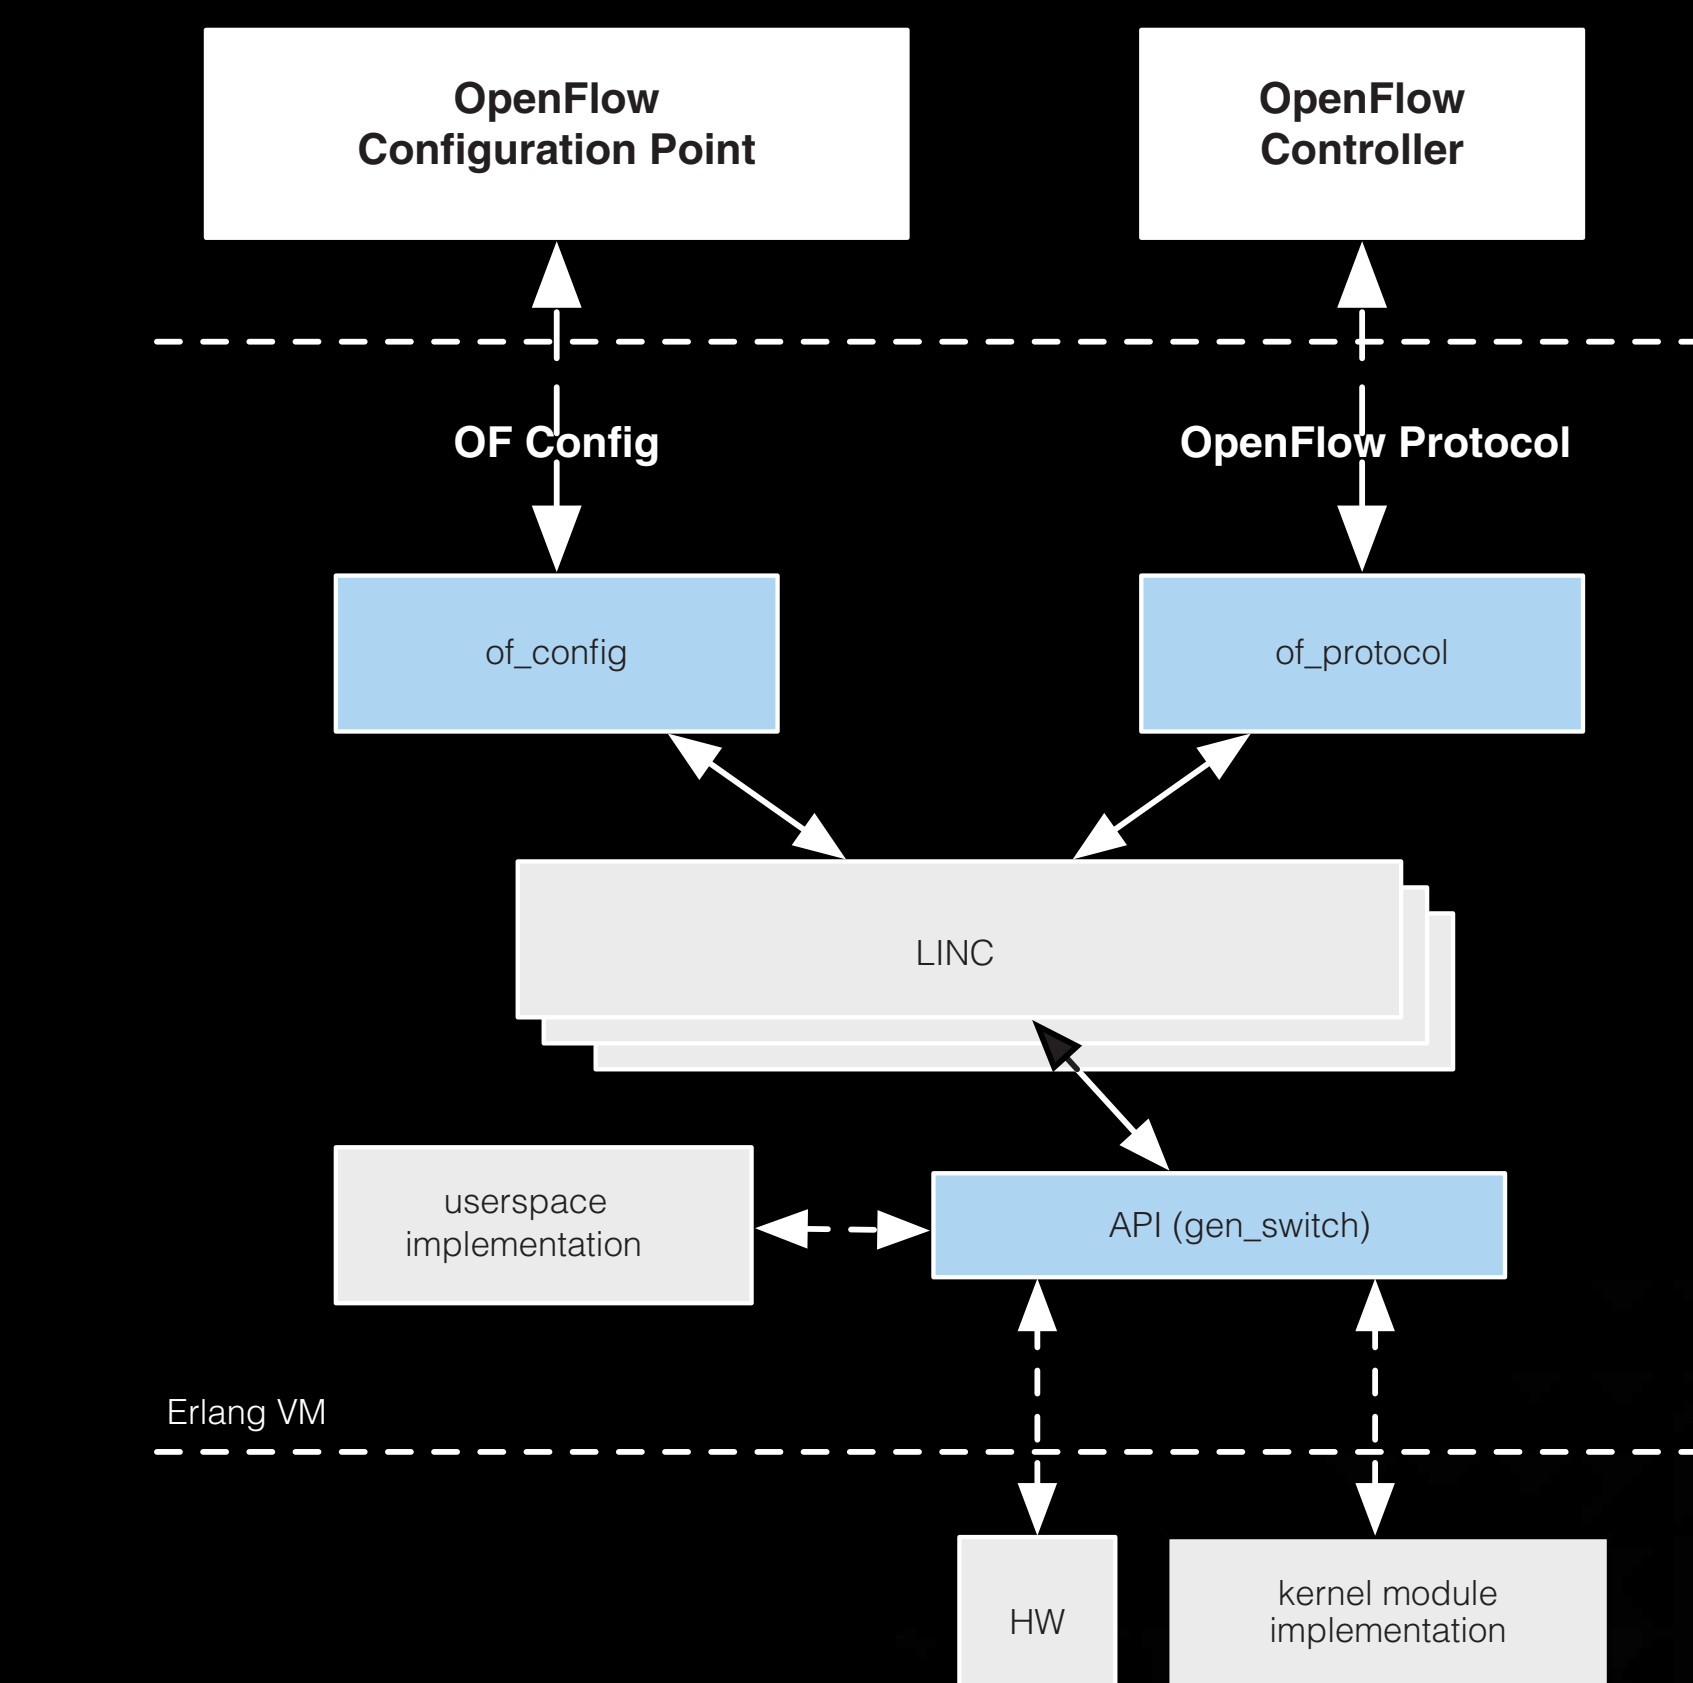 OpenFlow
Configuration Point
OpenFlow
Controller
OF Config
OpenFlow Protocol
of_config
of_protocol
LINC
userspace
implementation
API (gen_switch)
Erlang VM
HW
kernel module
implementation